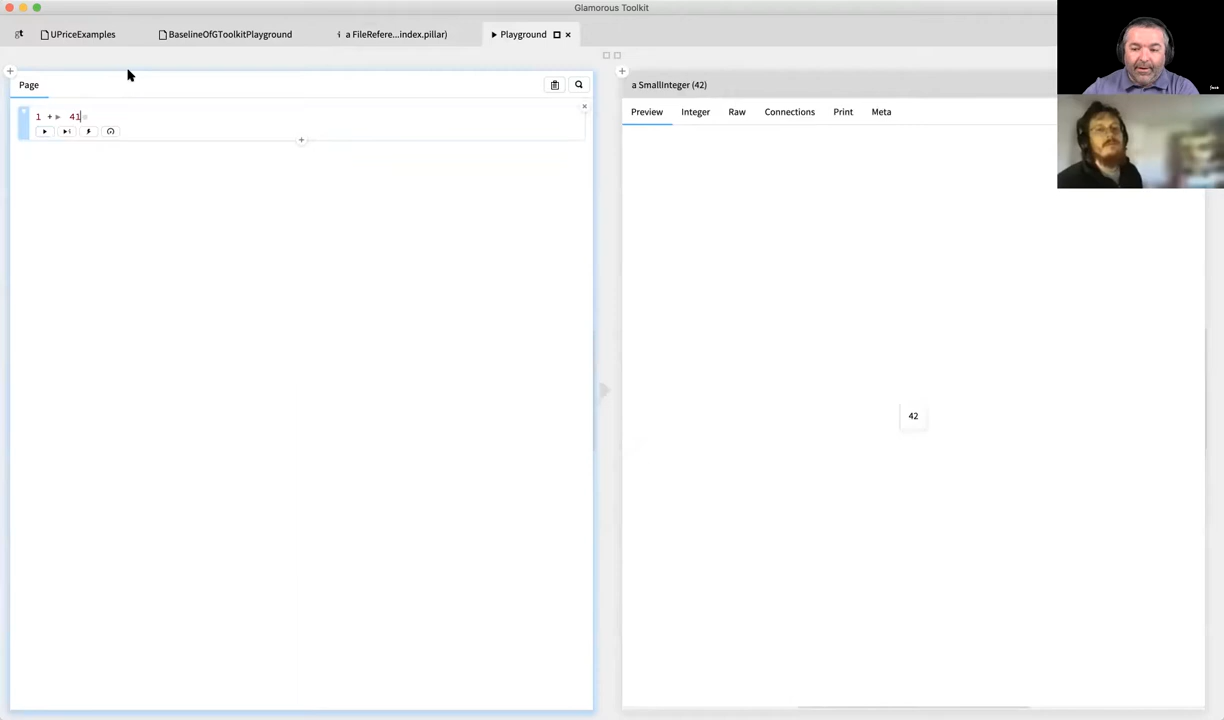 Glamorous Toolkit
gt UPriceExamples BaselineOfGToolkitPlayground a FileRefere...index.pillar) Playground
Page
a SmallInteger (42)
Preview Integer Raw Connections Print Meta
1 + 41
42